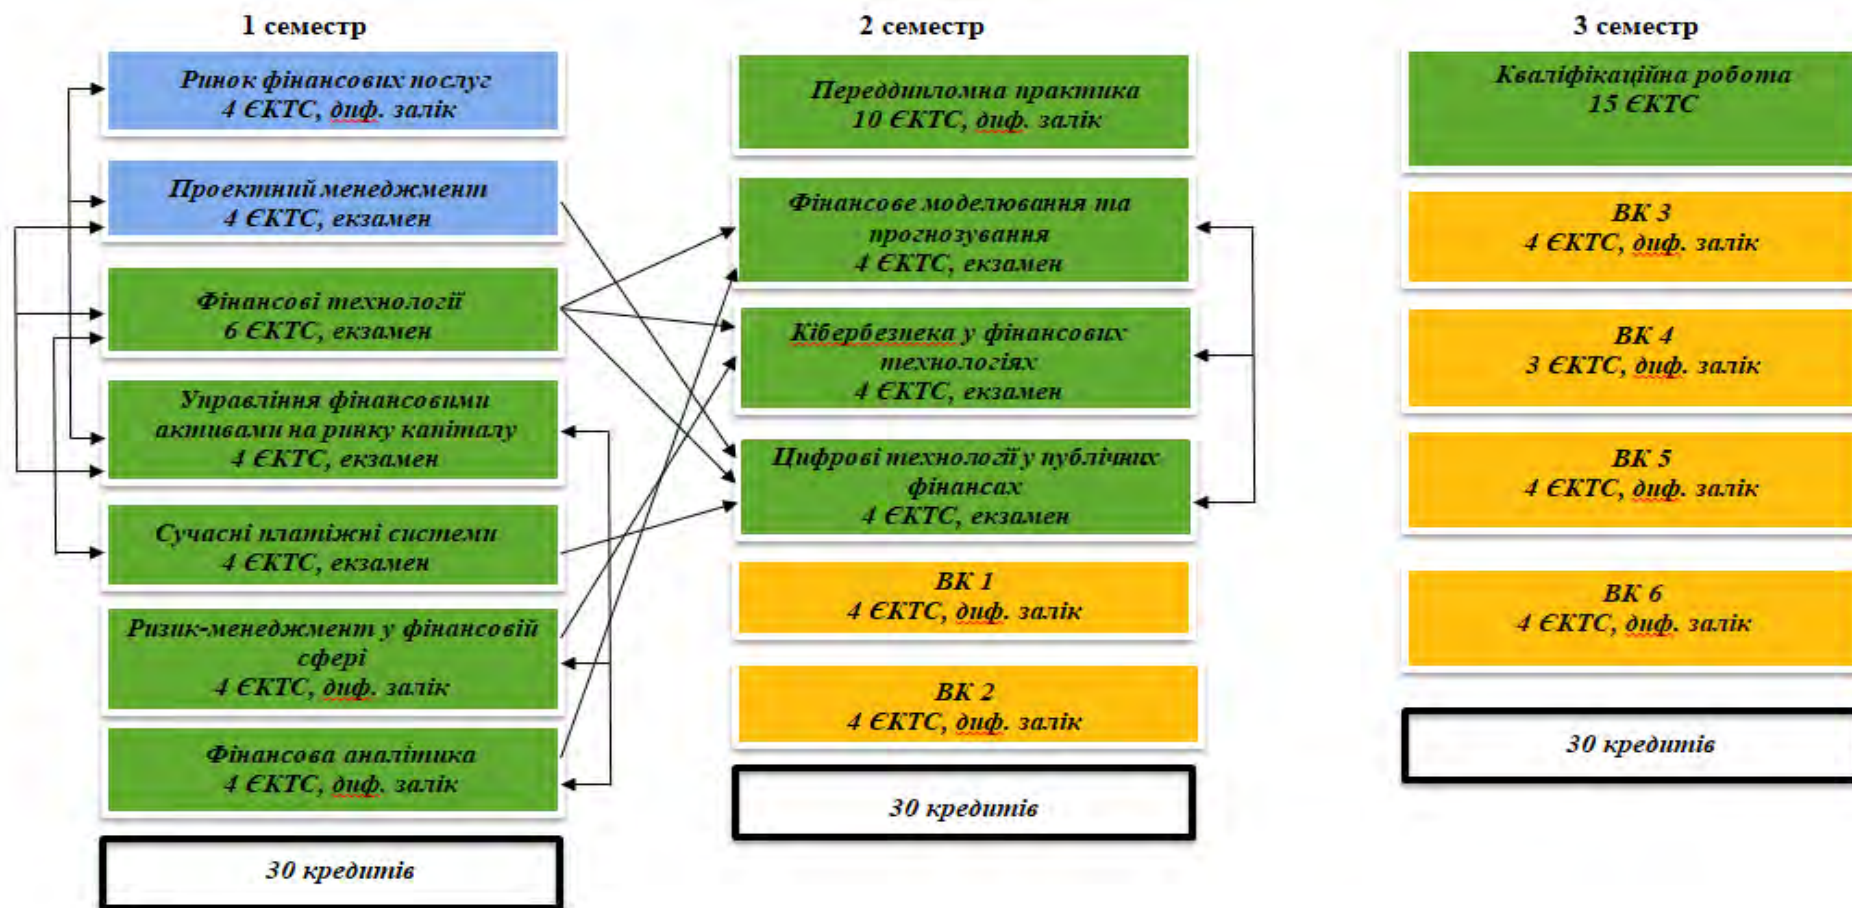 1 семестр
Ринок фінансових послуг
4 ЄКТС, диф. залік
Проектний менеджмент
4 ЄКТС, екзамен
Фінансові технології
6 ЄКТС, екзамен
Управління фінансовими
активами на ринку капіталу
4 ЄКТС, екзамен
Сучасні платіжні системи
4 ЄКТС, екзамен
Ризик-менеджмент у фінансовій
сфері
4 ЄКТС, диф. залік
Фінансова аналітика
4 ЄКТС, диф. залік
30 кредитів
2 семестр
Переддипломна практика
10 ЄКТС, диф. залік
Фінансове моделювання та
прогнозування
4 ЄКТС, екзамен
Кібербезпека у фінансових
технологіях
4 ЄКТС, екзамен
Цифрові технології у публічних
фінансах
4 ЄКТС, екзамен
ВК 1
4 ЄКТС, диф. залік
ВК 2
4 ЄКТС, диф. залік
30 кредитів
3 семестр
Кваліфікаційна робота
15 ЄКТС
ВК 3
4 ЄКТС, диф. залік
ВК 4
3 ЄКТС, диф. залік
ВК 5
4 ЄКТС, диф. залік
ВК 6
4 ЄКТС, диф. залік
30 кредитів